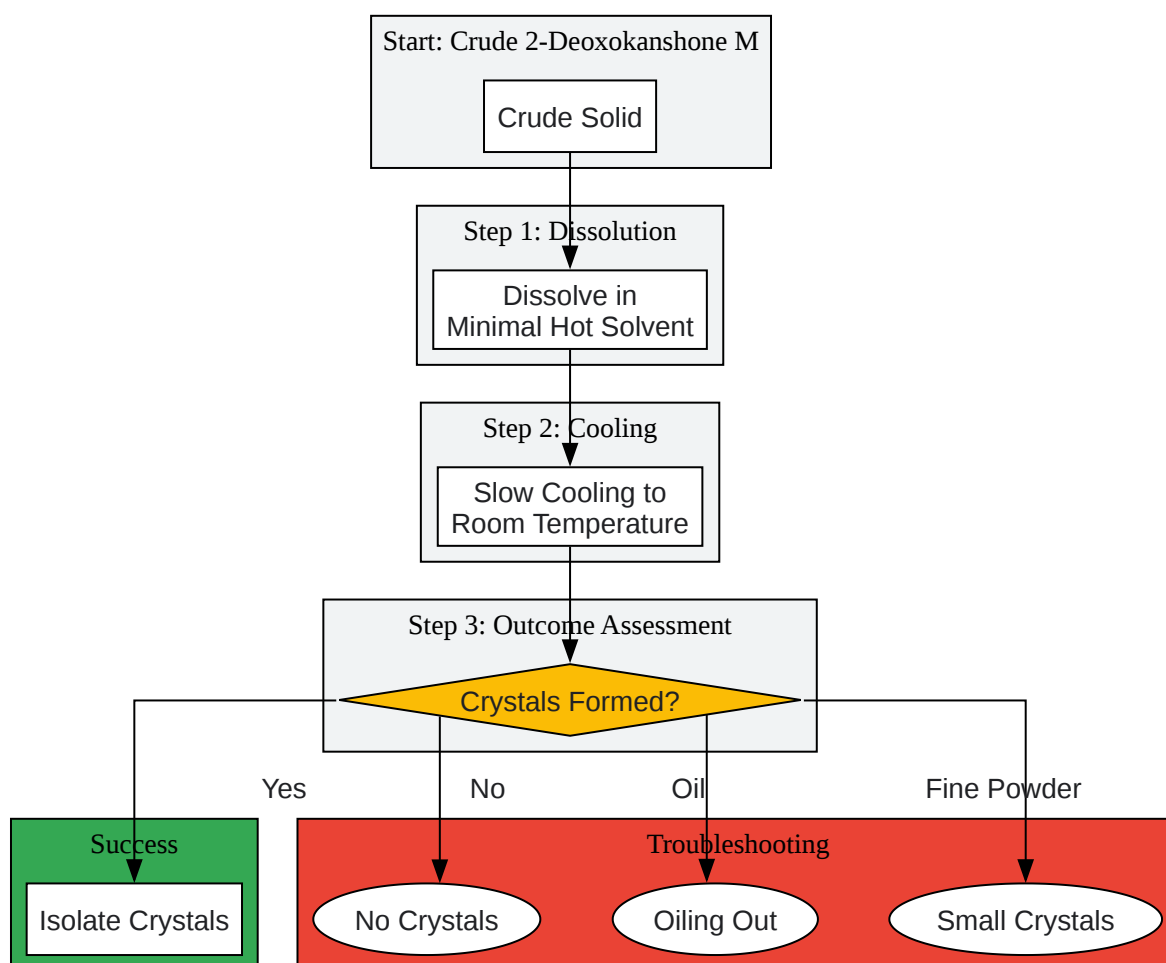 Start: Crude 2-Deoxokanshone M
Crude Solid
Step 1: Dissolution
Dissolve in
Minimal Hot Solvent
Step 2: Cooling
Slow Cooling to
Room Temperature
Step 3: Outcome Assessment
Crystals Formed?
Yes
No
Oil
Fine Powder
Success
Troubleshooting
Isolate Crystals
No Crystals
Oiling Out
Small Crystals